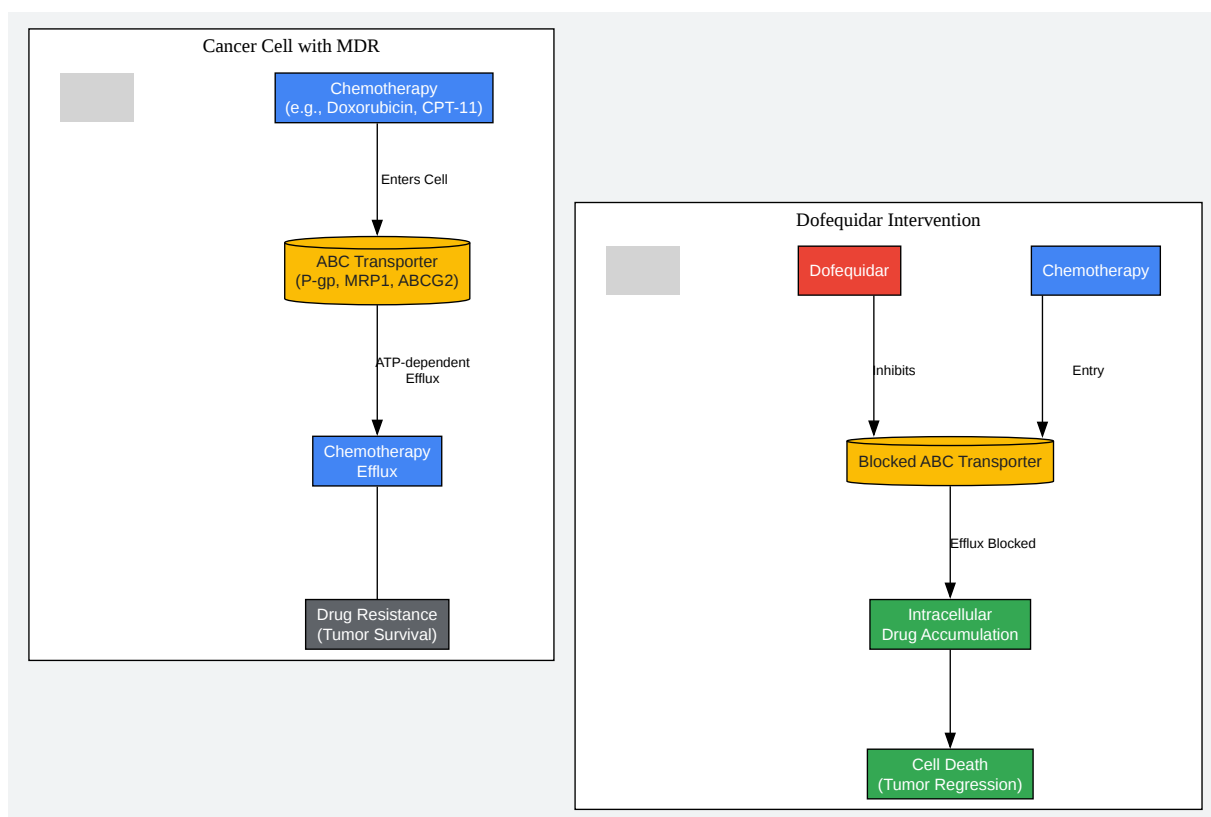 Cancer Cell with MDR
Chemotherapy
(e.g., Doxorubicin, CPT-11)
Enters Cell
ABC Transporter
(P-gp, MRP1, ABCG2)
ATP-dependent
Efflux
Chemotherapy
Efflux
Drug Resistance
(Tumor Survival)
Dofequidar Intervention
Dofequidar
Chemotherapy
Inhibits
Entry
Blocked ABC Transporter
Efflux Blocked
Intracellular
Drug Accumulation
Cell Death
(Tumor Regression)